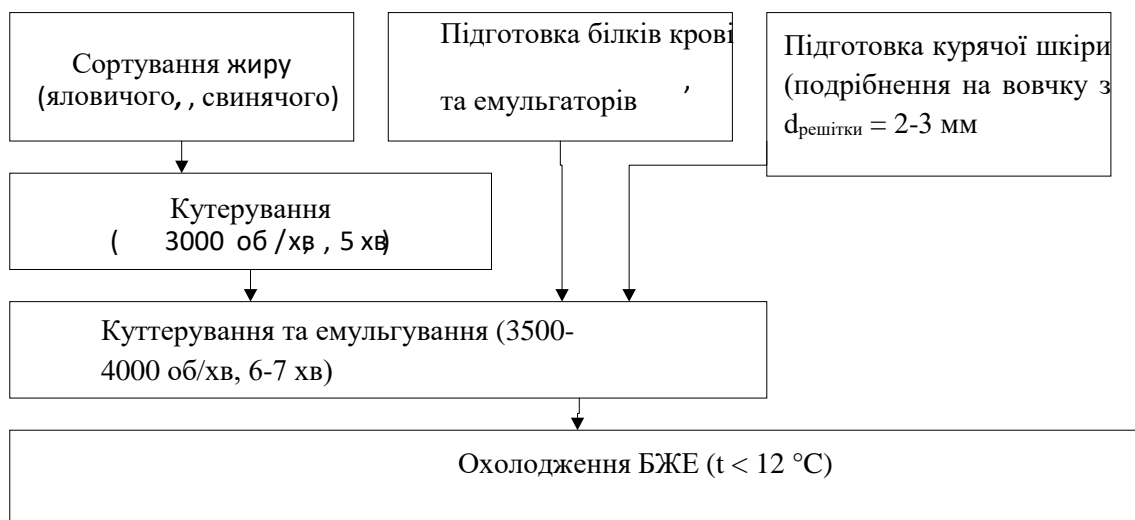 Сортування жиру
(яловичого, , свинячого)
Підготовка білків крові
та емульгаторів ,
Підготовка курячої шкіри
(подрібнення на вовчку з
dрешітки = 2-3 мм
Кутерування
( 3000 об /хв, , 5 хв)
Куттерування та емульгування (3500-
4000 об/хв, 6-7 хв)
Охолодження БЖЕ (t < 12 °С)